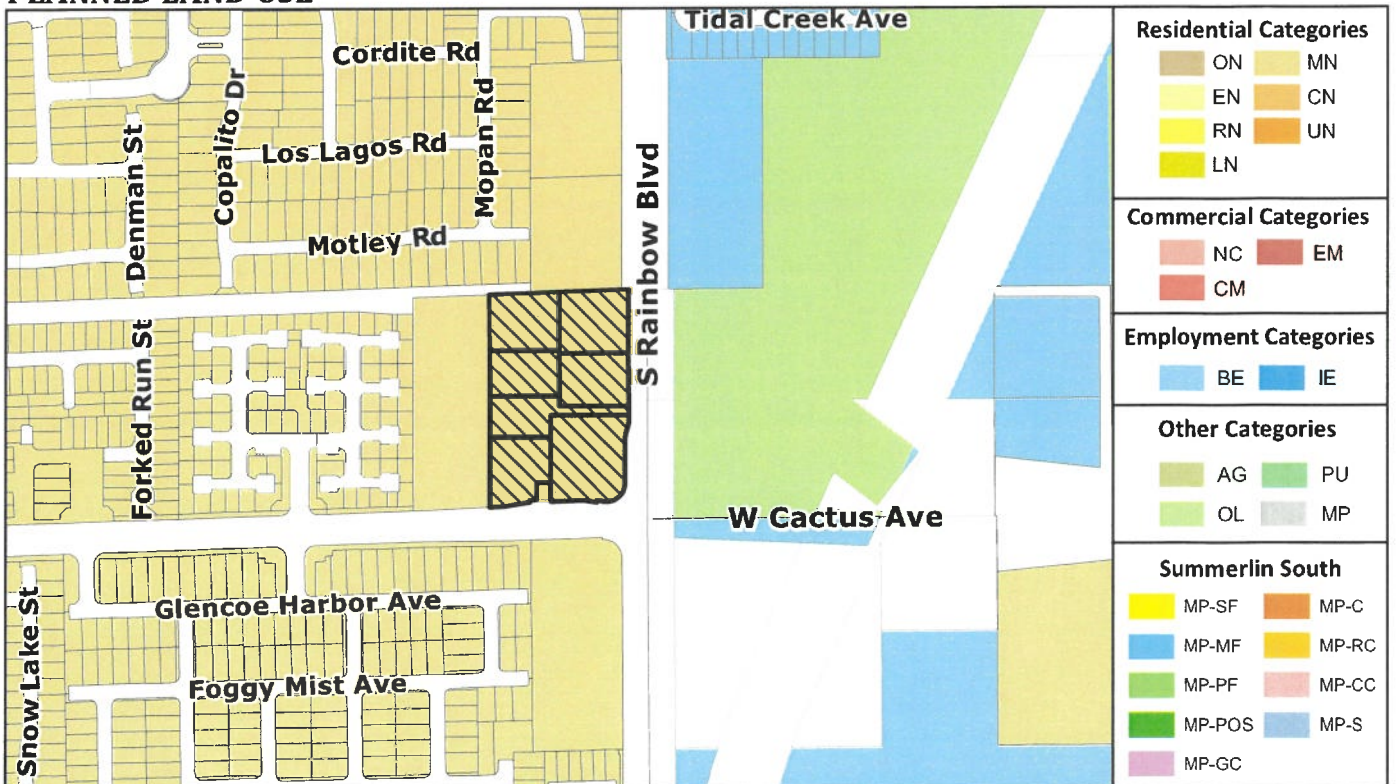 PLANNED LAND USE
Tidal Creek Ave
Cordite Rd
Mopan Rd
Copalito Dr
Los Lagos Rd
Denman St
Motley Rd
S Rainbow Blvd
Forked Run St
W Cactus Ave
Glencoe Harbor Ave
Foggy Mist Ave
Snow Lake St
Residential Categories
ON MN
EN CN
RN UN
LN
Commercial Categories
NC EM
CM
Employment Categories
BE IE
Other Categories
AG PU
OL MP
Summerlin South
MP-SF MP-C
MP-MF MP-RC
MP-PF MP-CC
MP-POS MP-S
MP-GC